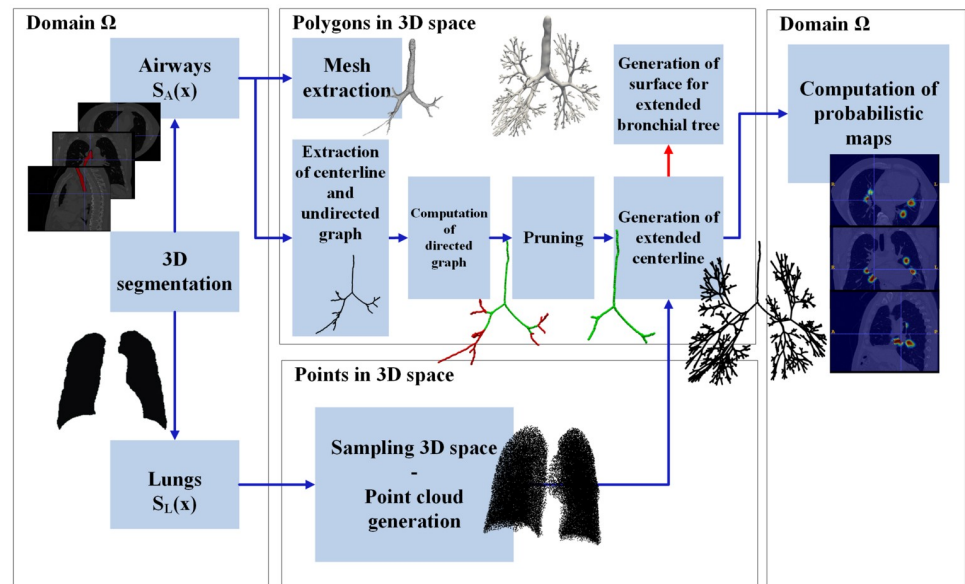 Domain Ω
Airways
S_A(x)
3D
segmentation
Lungs
S_L(x)
Polygons in 3D space
Mesh
extraction
Generation
of surface for
extended
bronchial tree
Extraction
of centerline
and
undirected
graph
Computation
of
directed
graph
Pruning
Generation of
extended
centerline
Points in 3D space
Sampling 3D space
-
Point cloud
generation
Domain Ω
Computation of
probabilistic
maps